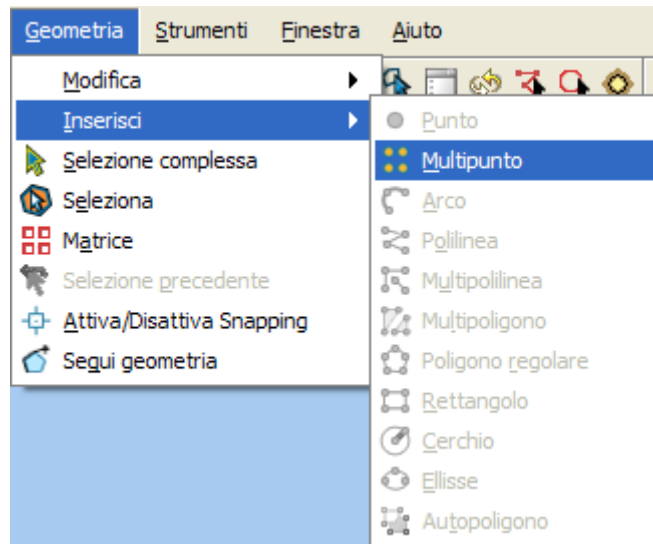 Geometria Strumenti Finestra Aiuto
Modifica
Inserisci
Selezione complessa
Seleziona
Matrice
Selezione precedente
Attiva/Disattiva Snapping
Segui geometria
Punto
Multipunto
Arco
Polilinea
Multipolilinea
Multipoligono
Poligono regolare
Rettangolo
Cerchio
Ellisse
Autopoligono